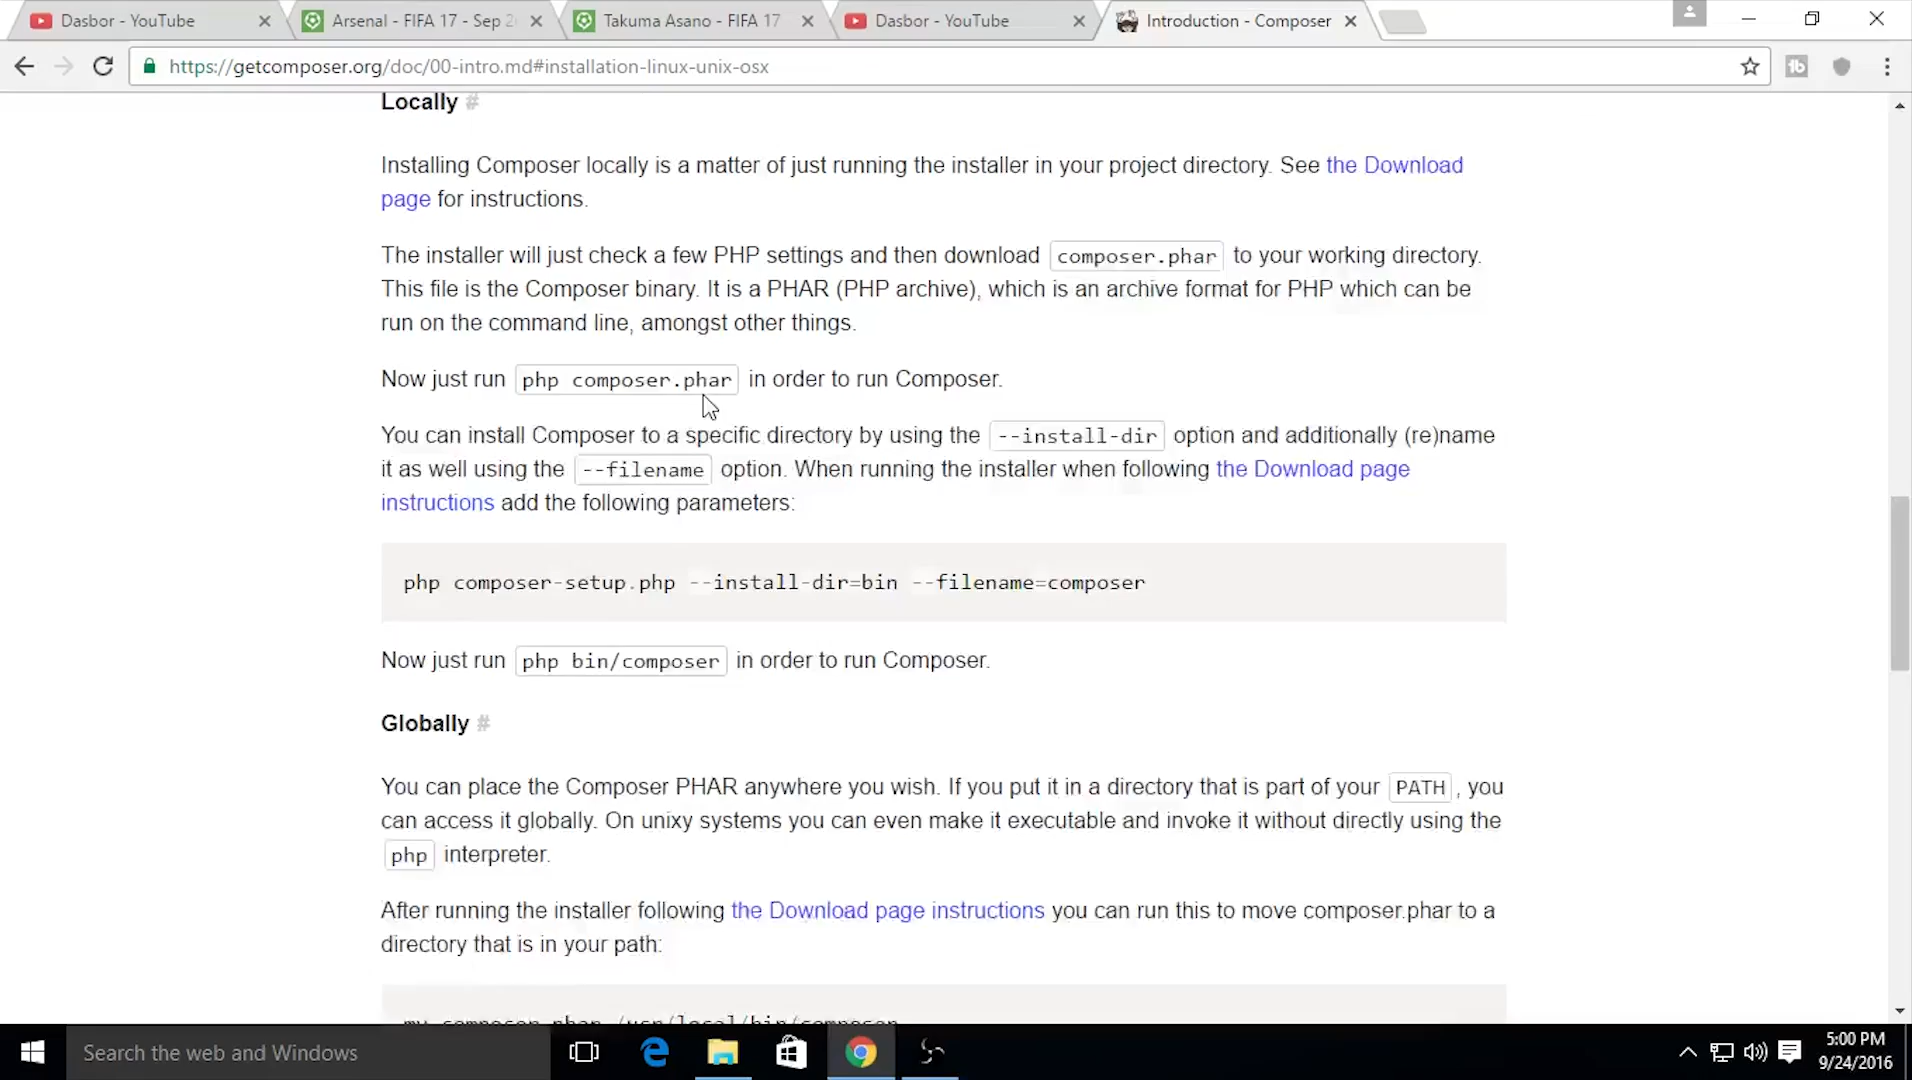 Dasbor - YouTube
Arsenal - FIFA 17 - Sep 2
Takuma Asano - FIFA 17
Dasbor - YouTube
Introduction - Composer
https://getcomposer.org/doc/00-intro.md#installation-linux-unix-osx
Locally #
Installing Composer locally is a matter of just running the installer in your project directory. See the Download
page for instructions.
The installer will just check a few PHP settings and then download composer.phar to your working directory.
This file is the Composer binary. It is a PHAR (PHP archive), which is an archive format for PHP which can be
run on the command line, amongst other things.
Now just run php composer.phar in order to run Composer.
You can install Composer to a specific directory by using the --install-dir option and additionally (re)name
it as well using the --filename option. When running the installer when following the Download page
instructions add the following parameters:
php composer-setup.php --install-dir=bin --filename=composer
Now just run php bin/composer in order to run Composer.
Globally #
You can place the Composer PHAR anywhere you wish. If you put it in a directory that is part of your PATH , you
can access it globally. On unixy systems you can even make it executable and invoke it without directly using the
php interpreter.
After running the installer following the Download page instructions you can run this to move composer.phar to a
directory that is in your path:
mv composer.phar /usr/local/bin/composer
Search the web and Windows
5:00 PM
9/24/2016